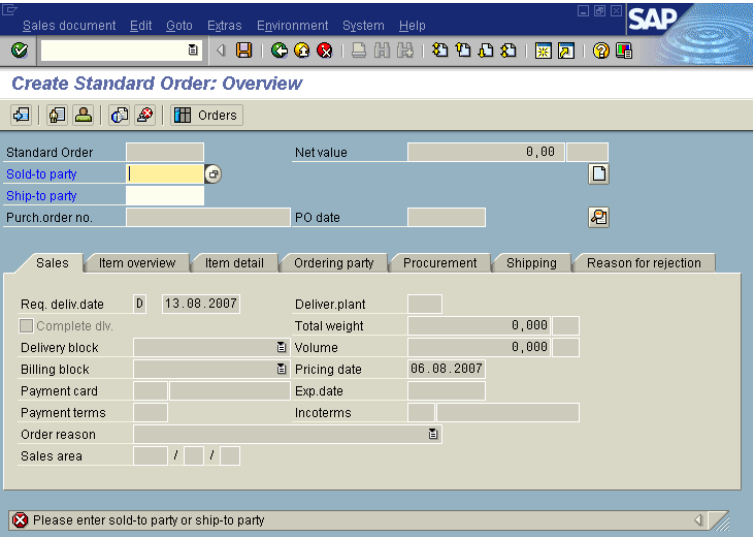 Sales document Edit Goto Extras Environment System Help
SAP
Create Standard Order: Overview
Orders
Standard Order Net value 0,00
Sold-to party
Ship-to party
Purch.order no. PO date
Sales Item overview Item detail Ordering party Procurement Shipping Reason for rejection
Req. deliv.date D 13.08.2007 Deliver.plant
Complete dlv. Total weight 0,000
Delivery block Volume 0,000
Billing block Pricing date 06.08.2007
Payment card Exp.date
Payment terms Incoterms
Order reason
Sales area / /
Please enter sold-to party or ship-to party